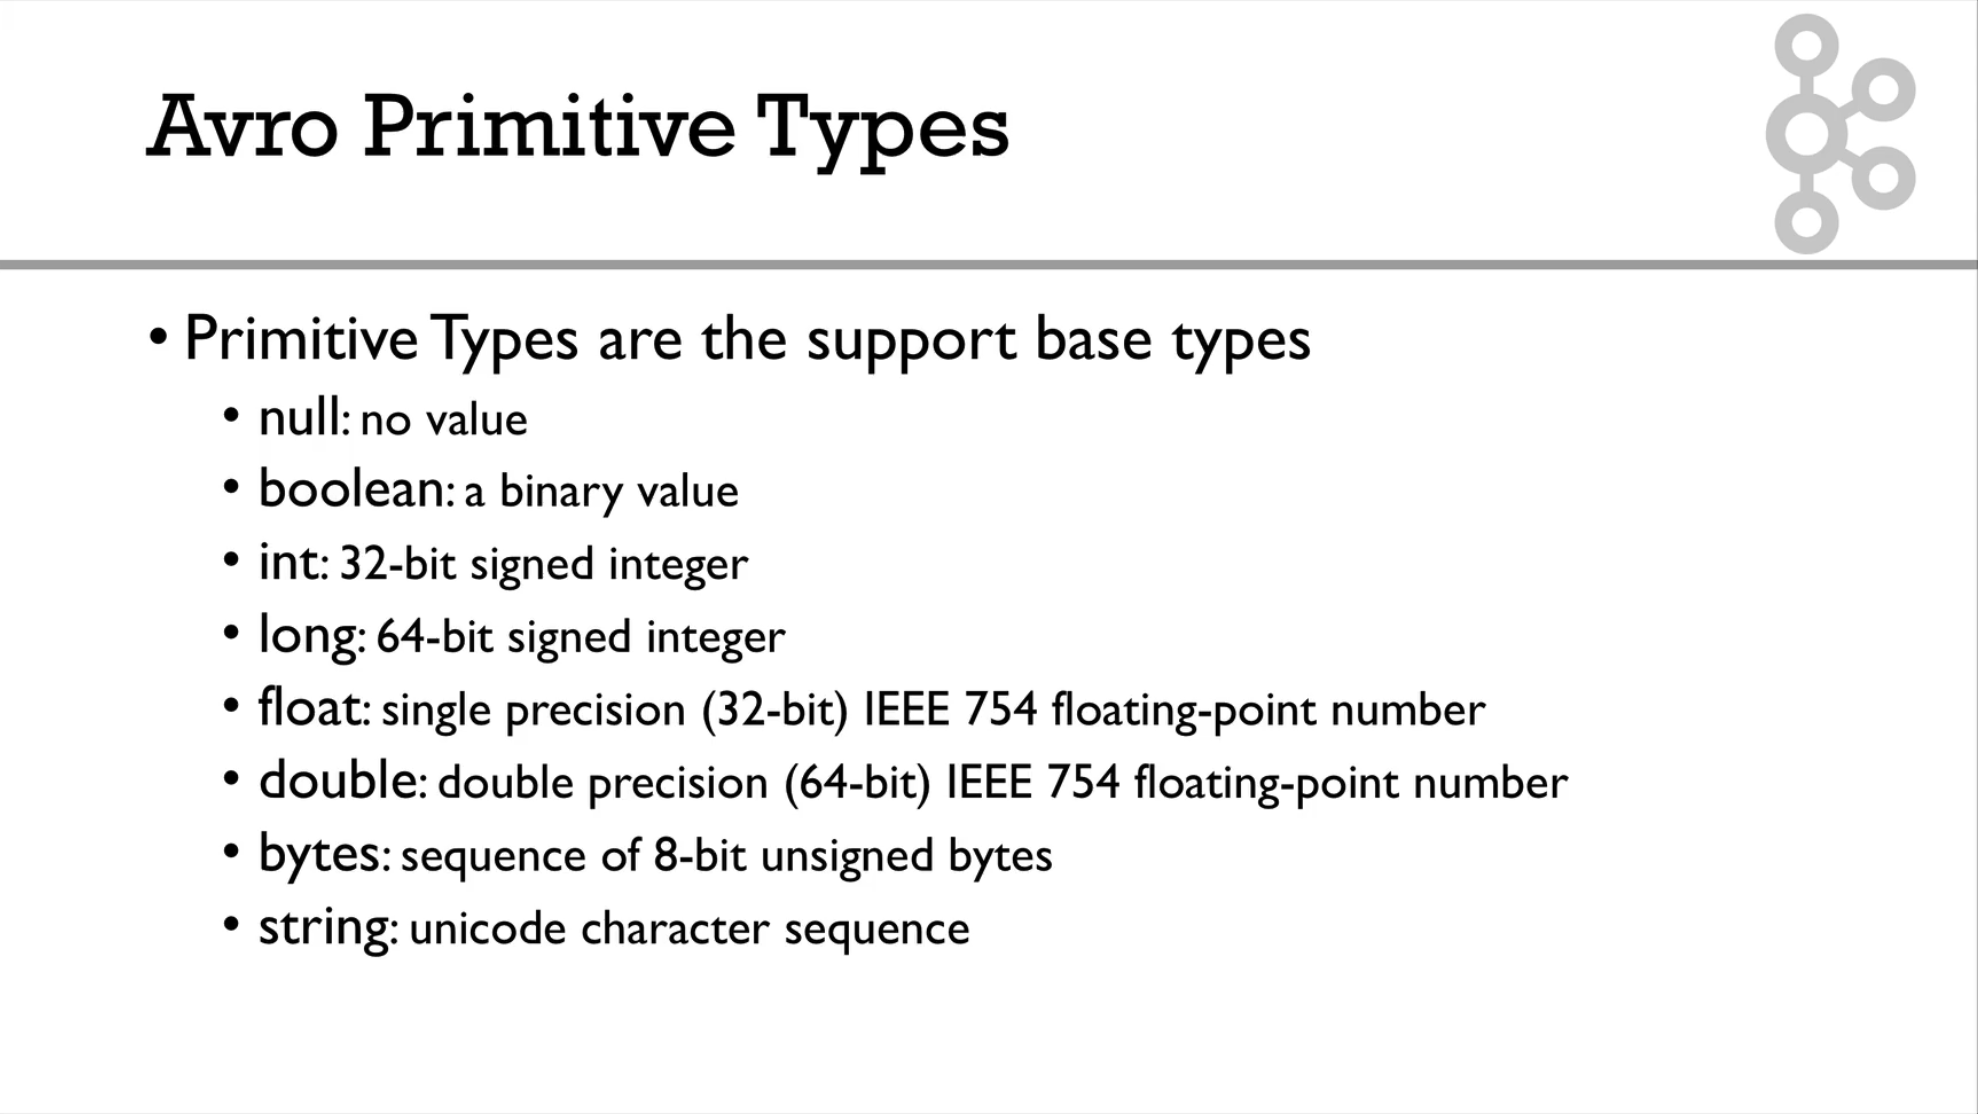 Avro Primitive Types
• Primitive Types are the support base types
• null: no value
• boolean: a binary value
• int: 32-bit signed integer
• long: 64-bit signed integer
• float: single precision (32-bit) IEEE 754 floating-point number
• double: double precision (64-bit) IEEE 754 floating-point number
• bytes: sequence of 8-bit unsigned bytes
• string: unicode character sequence